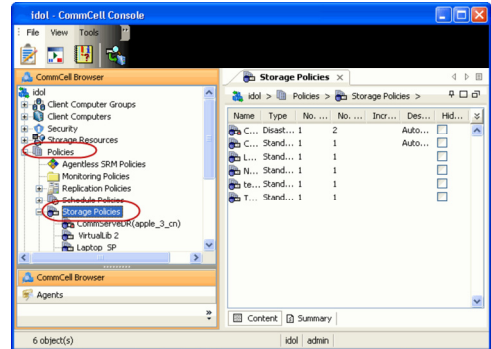 idol - CommCell Console
File View Tools
CommCell Browser
idol
Client Computer Groups
Client Computers
Security
Storage Resources
Policies
Agentless SRM Policies
Monitoring Policies
Replication Policies
Schedule Policies
Storage Policies
CommServeDR(apple_3_cn)
VirtualLib 2
Laptop_SP
CommCell Browser
Agents
Storage Policies
idol > Policies > Storage Policies >
Name Type No. ... No. ... Incr... Des... Hid...
C... Disast... 1 2 Auto...
C... Stand... 1 1 Auto...
L... Stand... 1 1
N... Stand... 1 1
te... Stand... 1 1
T... Stand... 1 1
Content Summary
6 object(s) idol admin